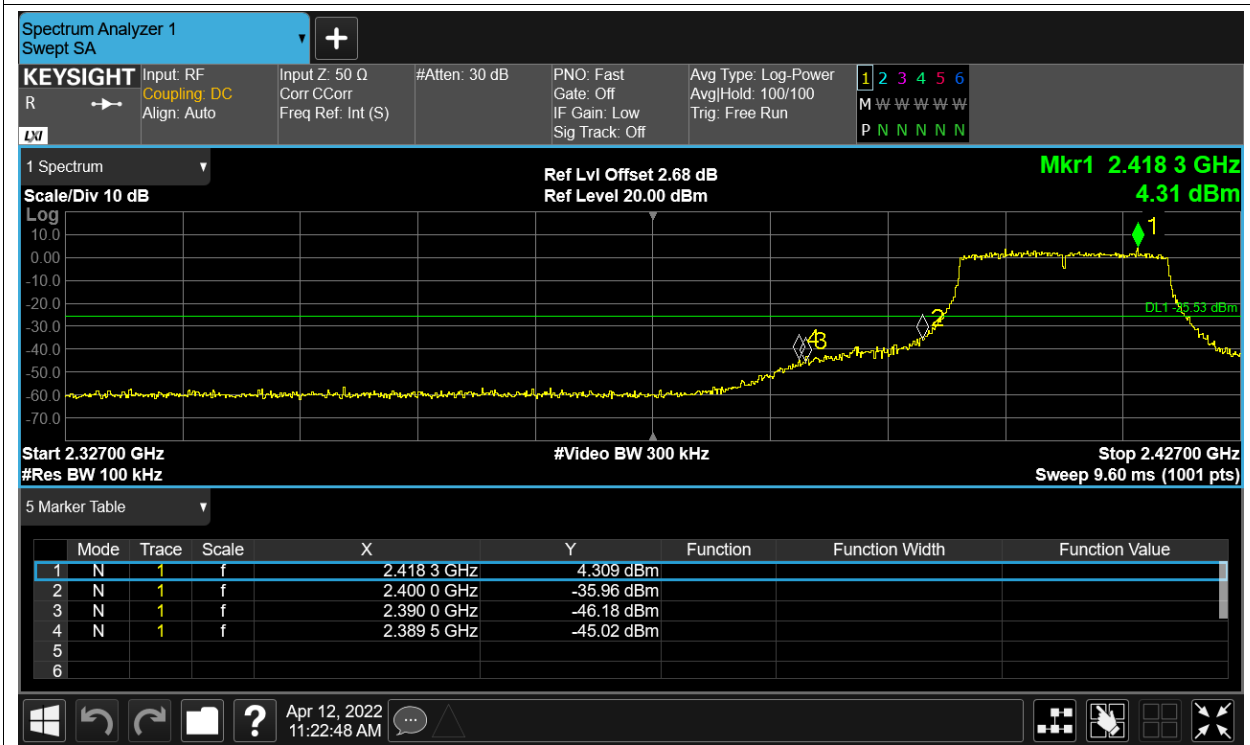 Spectrum Analyzer 1
Swept SA
KEYSIGHT
R
LXI
Input: RF
Coupling: DC
Align: Auto
Input Z: 50 Ω
Corr CCorr
Freq Ref: Int (S)
#Atten: 30 dB
PNO: Fast
Gate: Off
IF Gain: Low
Sig Track: Off
Avg Type: Log-Power
Avg|Hold: 100/100
Trig: Free Run
1 2 3 4 5 6
M W W W W W
P N N N N N
1 Spectrum
Scale/Div 10 dB
Ref Lvl Offset 2.68 dB
Ref Level 20.00 dBm
Mkr1 2.418 3 GHz
4.31 dBm
Log
10.0
0.00
-10.0
-20.0
-30.0
-40.0
-50.0
-60.0
-70.0
1
2
4
3
DL1 -25.53 dBm
Start 2.32700 GHz
#Res BW 100 kHz
#Video BW 300 kHz
Stop 2.42700 GHz
Sweep 9.60 ms (1001 pts)
5 Marker Table
Mode Trace Scale X Y Function Function Width Function Value
1 N 1 f 2.418 3 GHz 4.309 dBm
2 N 1 f 2.400 0 GHz -35.96 dBm
3 N 1 f 2.390 0 GHz -46.18 dBm
4 N 1 f 2.389 5 GHz -45.02 dBm
5
6
?
Apr 12, 2022
11:22:48 AM